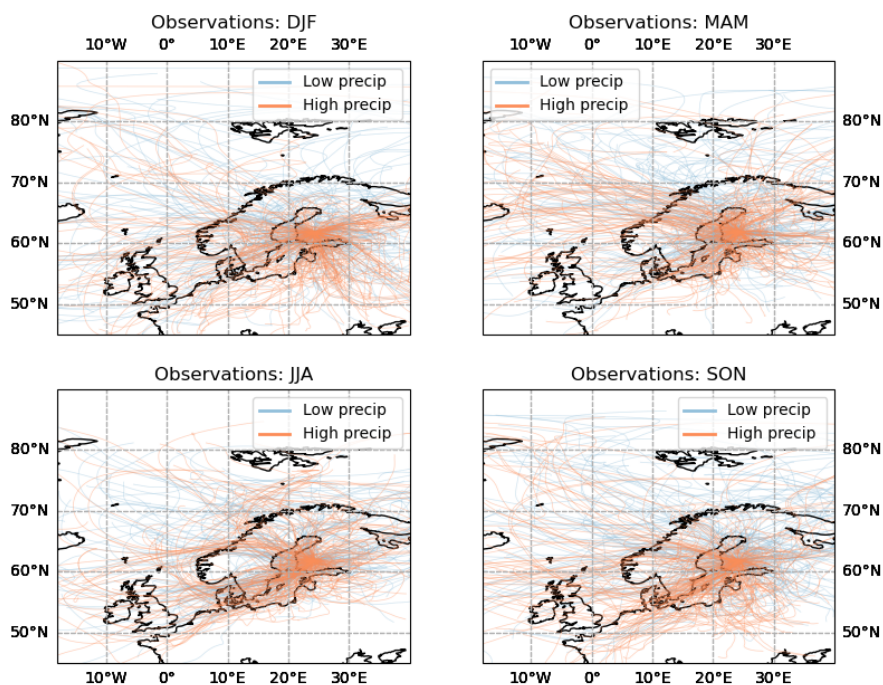 Observations: DJF
Observations: MAM
10°W 0° 10°E 20°E 30°E
10°W 0° 10°E 20°E 30°E
Low precip
High precip
Low precip
High precip
80°N
80°N
70°N
70°N
60°N
60°N
50°N
50°N
Observations: JJA
Observations: SON
Low precip
High precip
Low precip
High precip
80°N
80°N
70°N
70°N
60°N
60°N
50°N
50°N
10°W 0° 10°E 20°E 30°E
10°W 0° 10°E 20°E 30°E